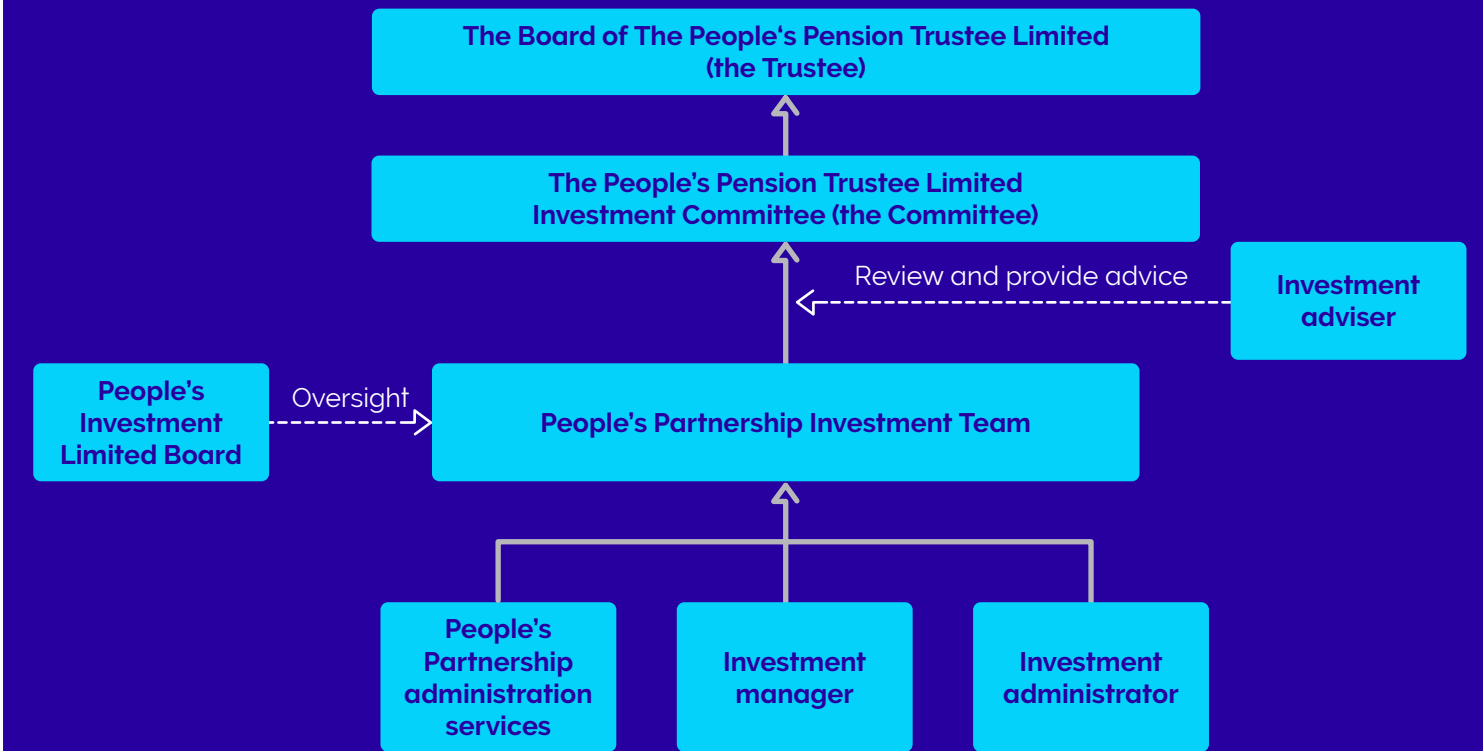 The Board of The People‘s Pension Trustee Limited
(the Trustee)
The People’s Pension Trustee Limited
Investment Committee (the Committee)
Review and provide advice
Investment
adviser
People’s
Investment
Limited Board
Oversight
People’s Partnership Investment Team
People’s
Partnership
administration
services
Investment
manager
Investment
administrator